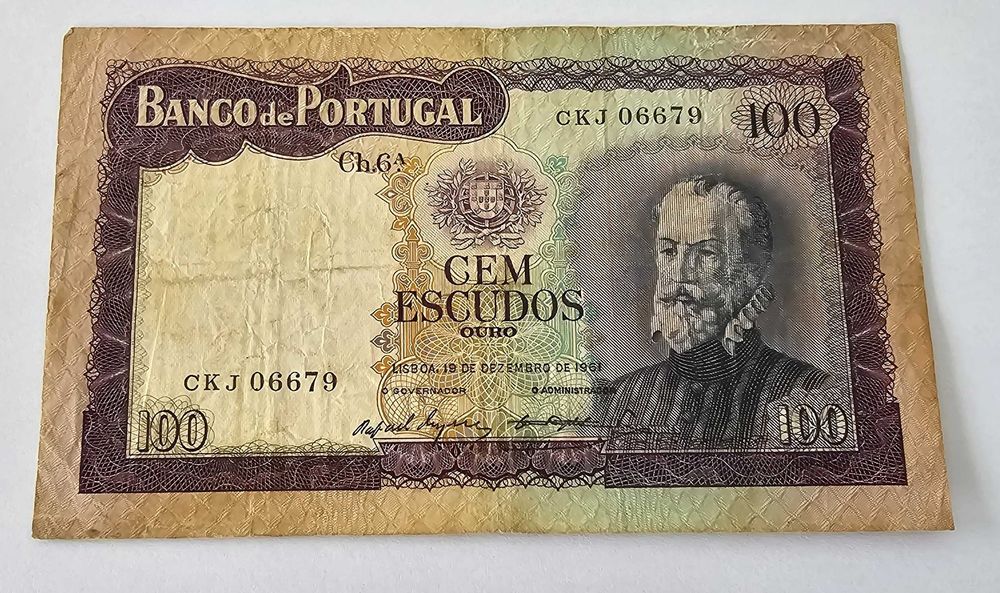 BANCO de PORTUGAL
CKJ 06679
100
Ch. 6.A
CEM
ESCUDOS
OURO
LISBOA, 19 DE DEZEMBRO DE 1961
O GOVERNADOR
O ADMINISTRADOR
CKJ 06679
100
100